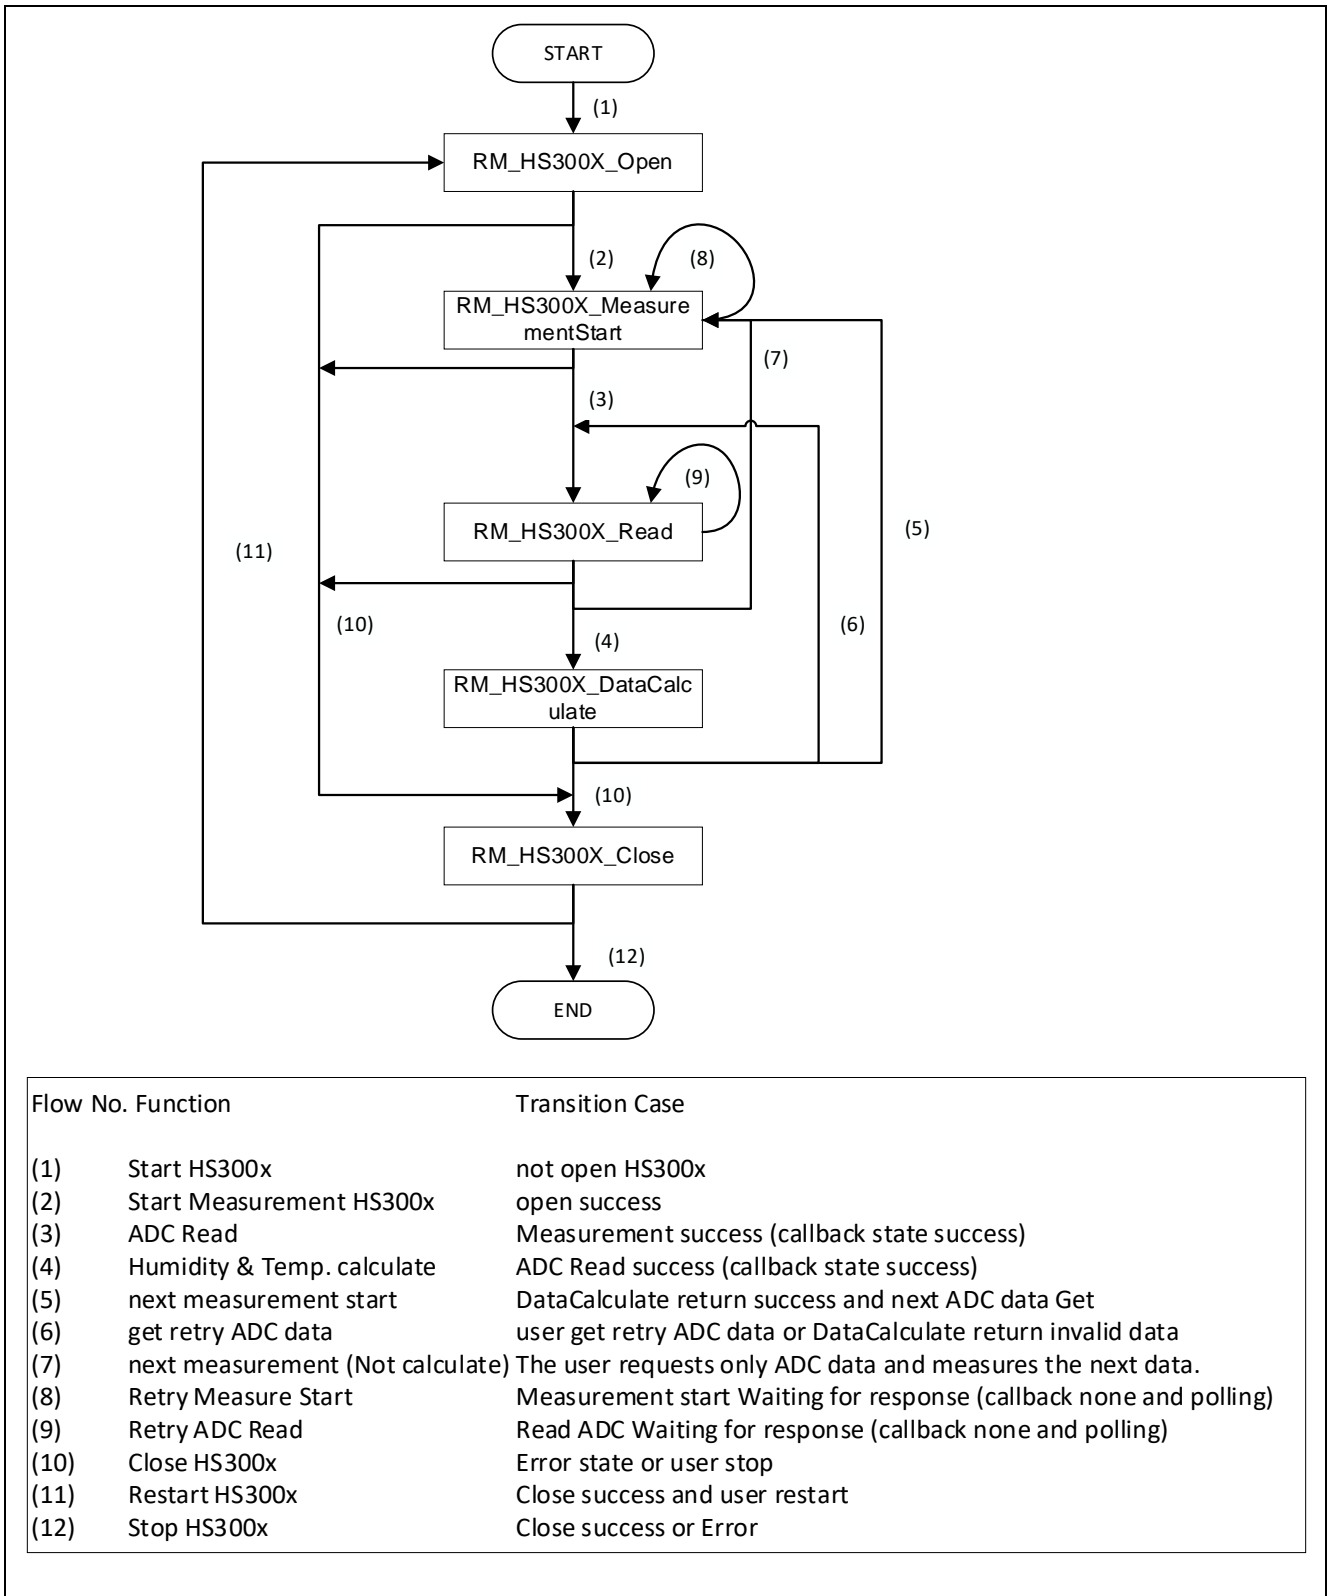 START
(1)
RM_HS300X_Open
(2)
(8)
RM_HS300X_Measure
mentStart
(7)
(3)
(9)
RM_HS300X_Read
(5)
(11)
(10)
(6)
(4)
RM_HS300X_DataCalc
ulate
(10)
RM_HS300X_Close
(12)
END
Flow No. Function Transition Case
(1) Start HS300x not open HS300x
(2) Start Measurement HS300x open success
(3) ADC Read Measurement success (callback state success)
(4) Humidity & Temp. calculate ADC Read success (callback state success)
(5) next measurement start DataCalculate return success and next ADC data Get
(6) get retry ADC data user get retry ADC data or DataCalculate return invalid data
(7) next measurement (Not calculate) The user requests only ADC data and measures the next data.
(8) Retry Measure Start Measurement start Waiting for response (callback none and polling)
(9) Retry ADC Read Read ADC Waiting for response (callback none and polling)
(10) Close HS300x Error state or user stop
(11) Restart HS300x Close success and user restart
(12) Stop HS300x Close success or Error